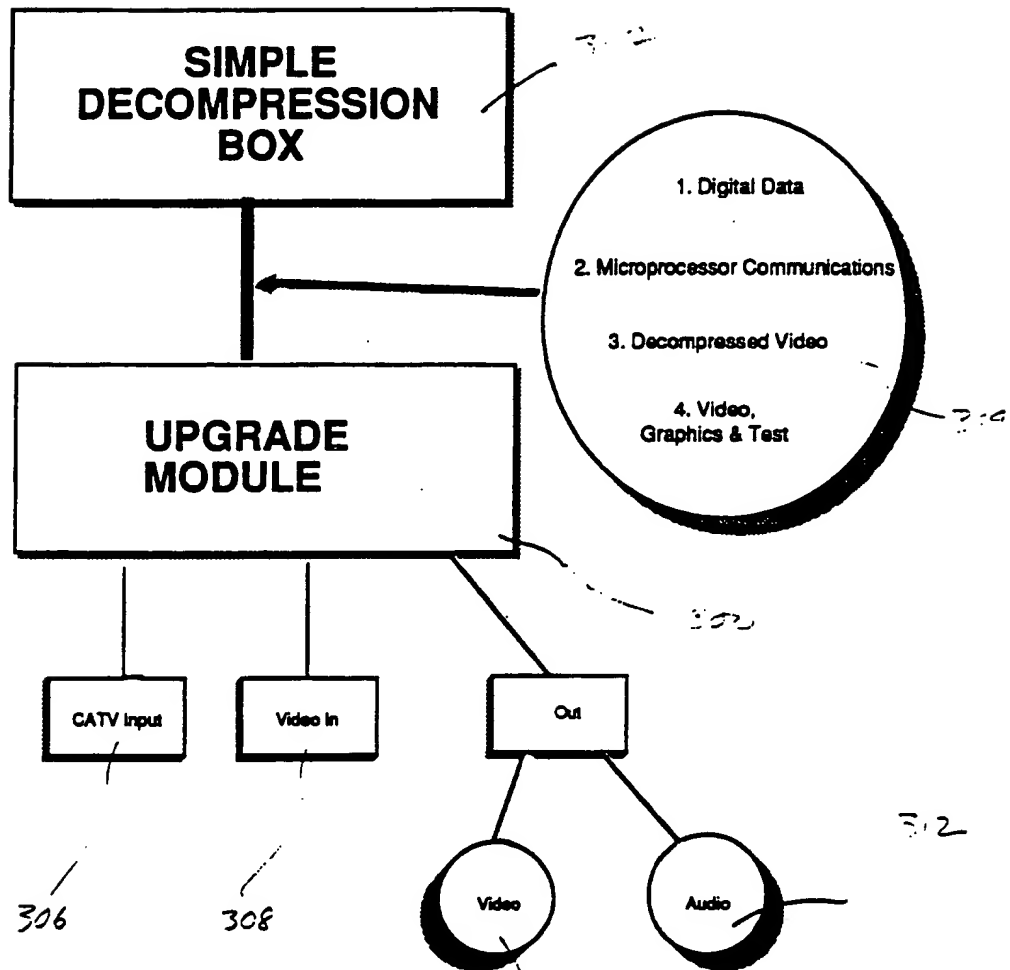 SIMPLE
DECOMPRESSION
BOX
1. Digital Data
2. Microprocessor Communications
3. Decompressed Video
4. Video,
Graphics & Test
UPGRADE
MODULE
CATV Input
Video In
Out
312
306
308
Video
Audio